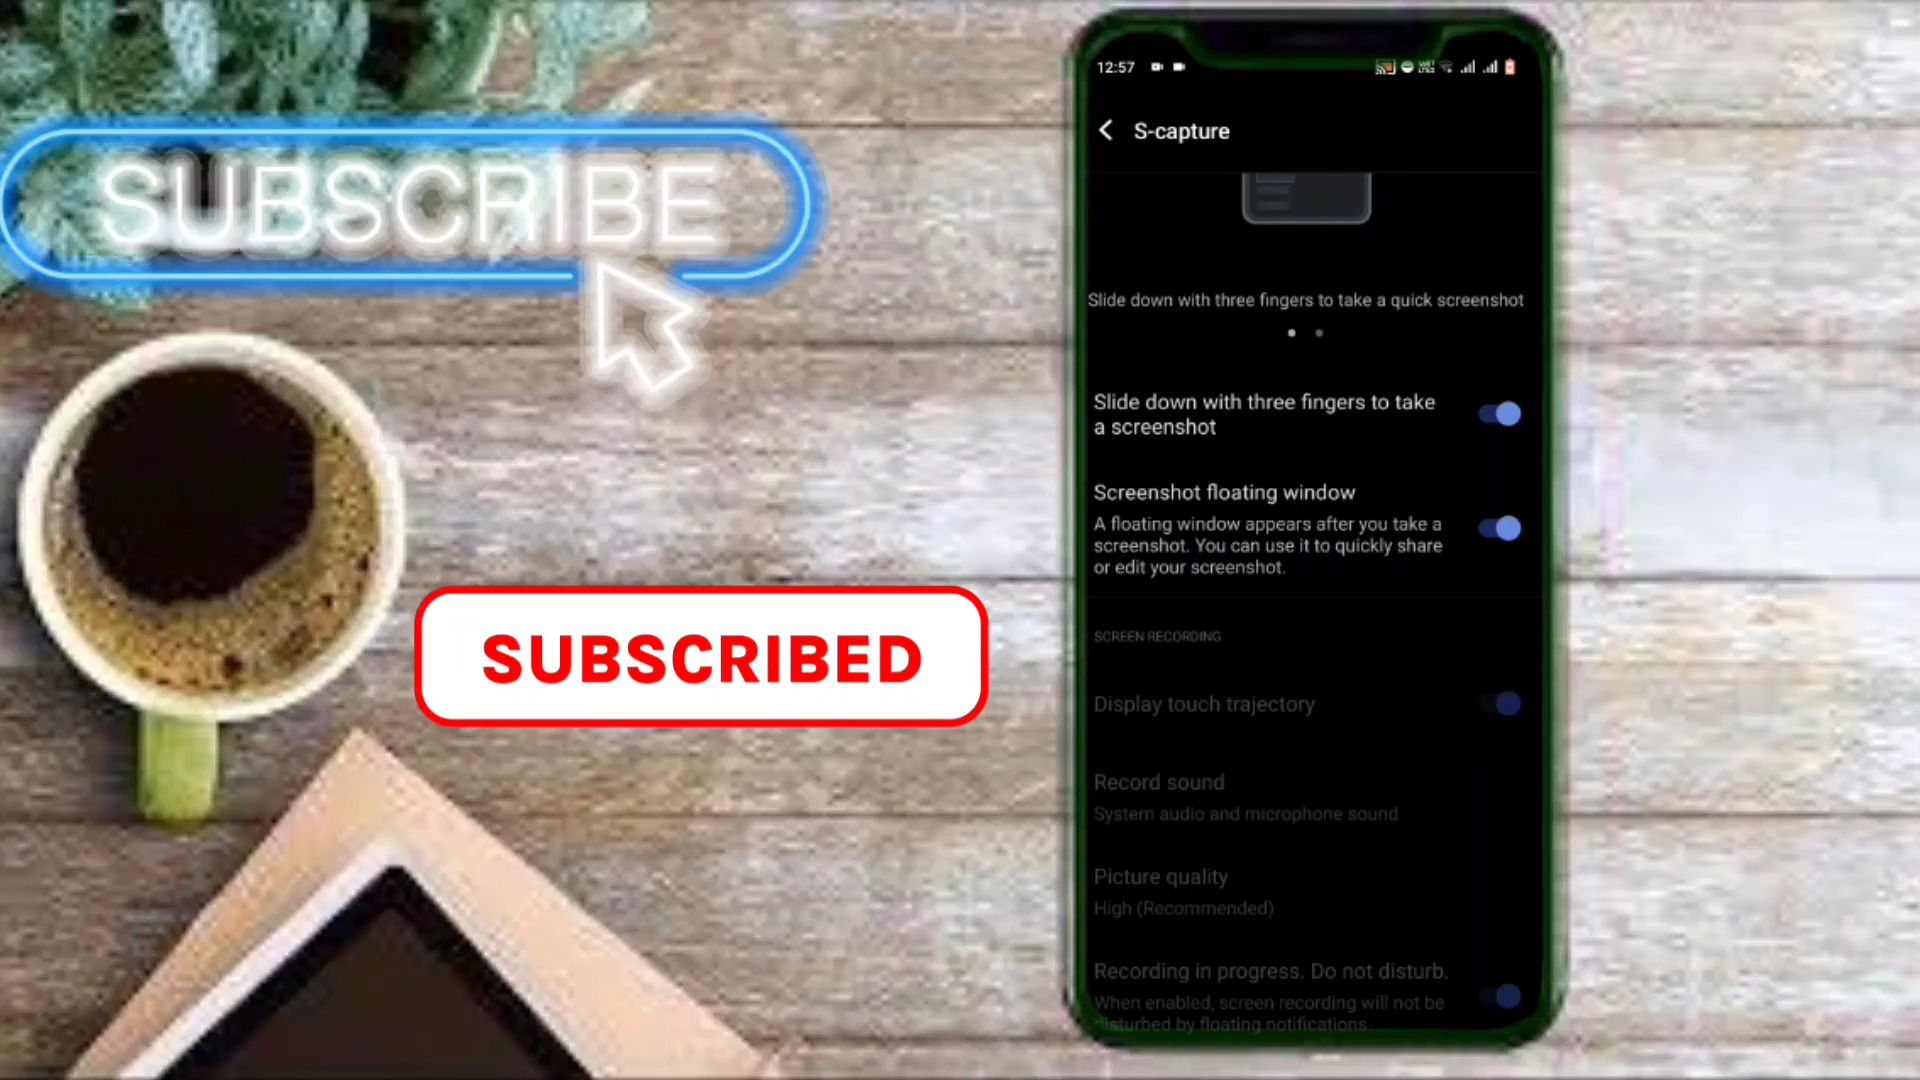 SUBSCRIBE
SUBSCRIBED
12:57
S-capture
Slide down with three fingers to take a quick screenshot
Slide down with three fingers to take
a screenshot
Screenshot floating window
A floating window appears after you take a
screenshot. You can use it to quickly share
or edit your screenshot.
SCREEN RECORDING
Display touch trajectory
Record sound
System audio and microphone sound
Picture quality
High (Recommended)
Recording in progress. Do not disturb.
When enabled, screen recording will not be
disturbed by floating notifications.